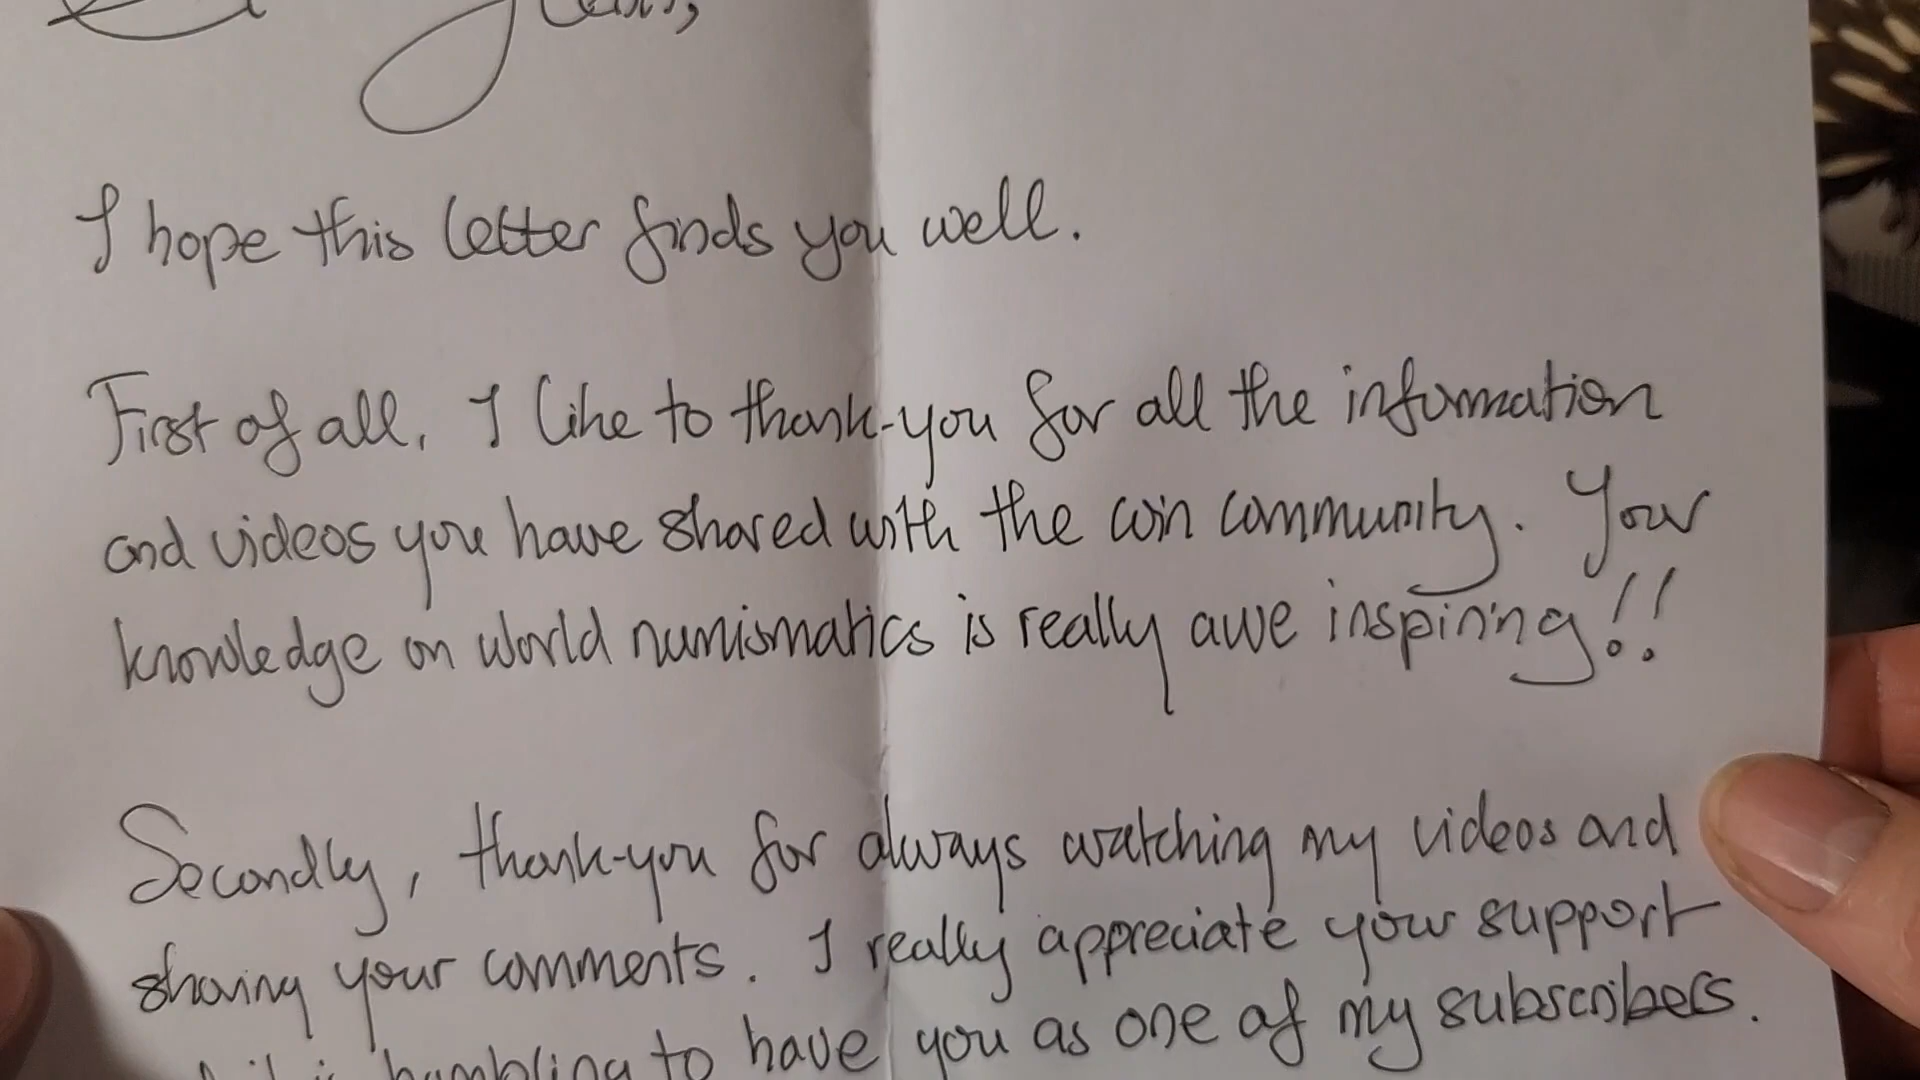 I hope this letter finds you well.
First of all, I like to thank-you for all the information
and videos you have shared with the coin community. Your
knowledge on world numismatics is really awe inspiring!!
Secondly, thank-you for always watching my videos and
sharing your comments. I really appreciate your support
it is humbling to have you as one of my subscribers.